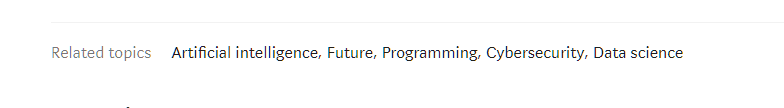 Related topics Artificial intelligence, Future, Programming, Cybersecurity, Data science